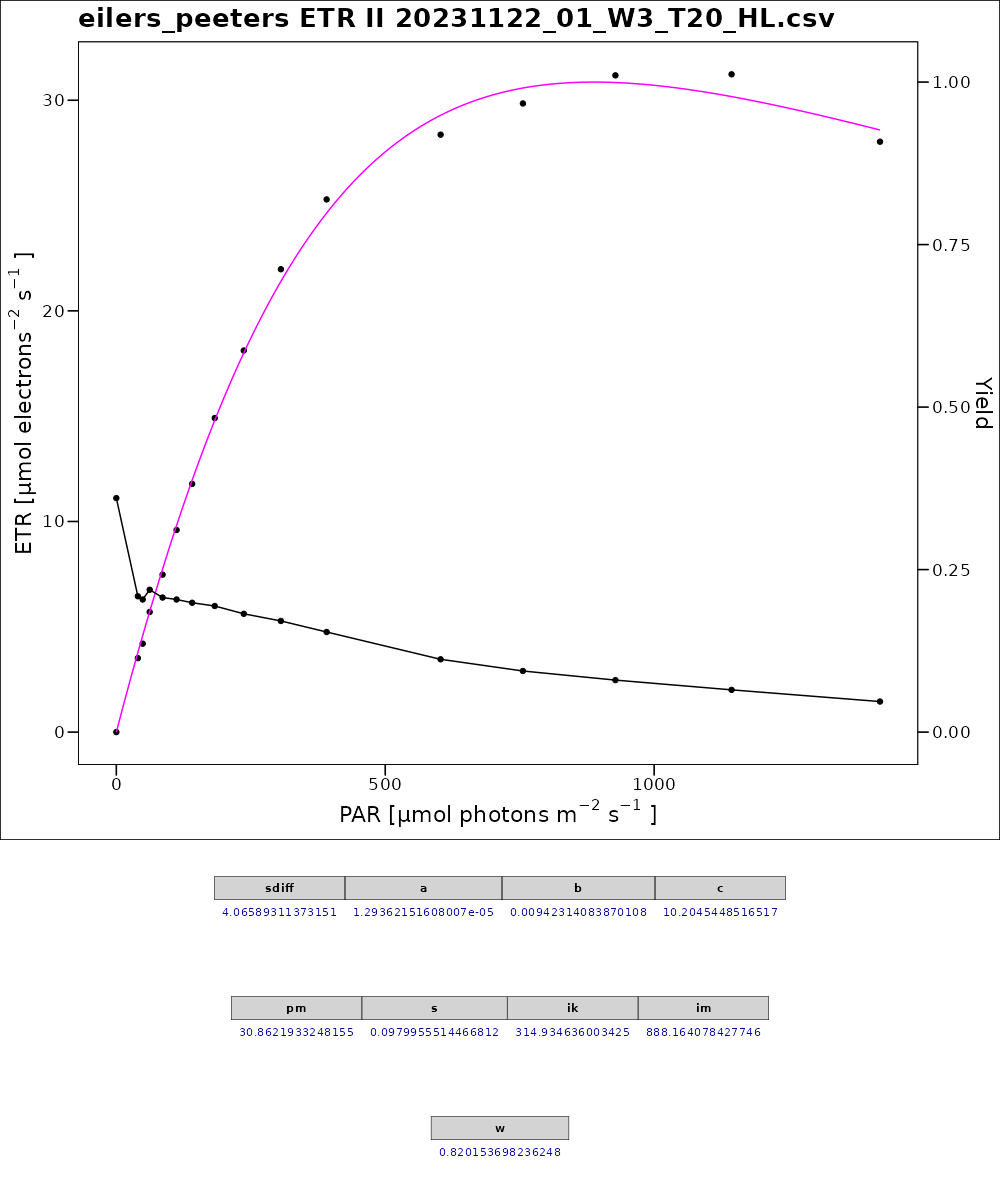 eilers_peeters ETR II 20231122_01_W3_T20_HL.csv
ETR [µmol electrons⁻² s⁻¹ ]
30
20
10
0
1.00
0.75
0.50
0.25
0.00
Yield
0 500 1000
PAR [µmol photons m⁻² s⁻¹ ]
sdiff a b c
4.06589311373151 1.29362151608007e-05 0.00942314083870108 10.2045448516517
pm s ik im
30.8621933248155 0.0979955514466812 314.934636003425 888.164078427746
w
0.820153698236248